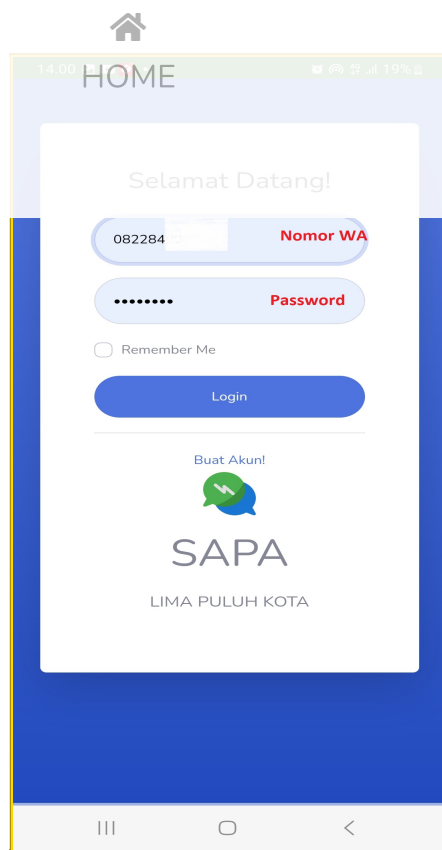 HOME
14.00
19%
Selamat Datang!
082284
Nomor WA
Password
Remember Me
Login
Buat Akun!
SAPA
LIMA PULUH KOTA